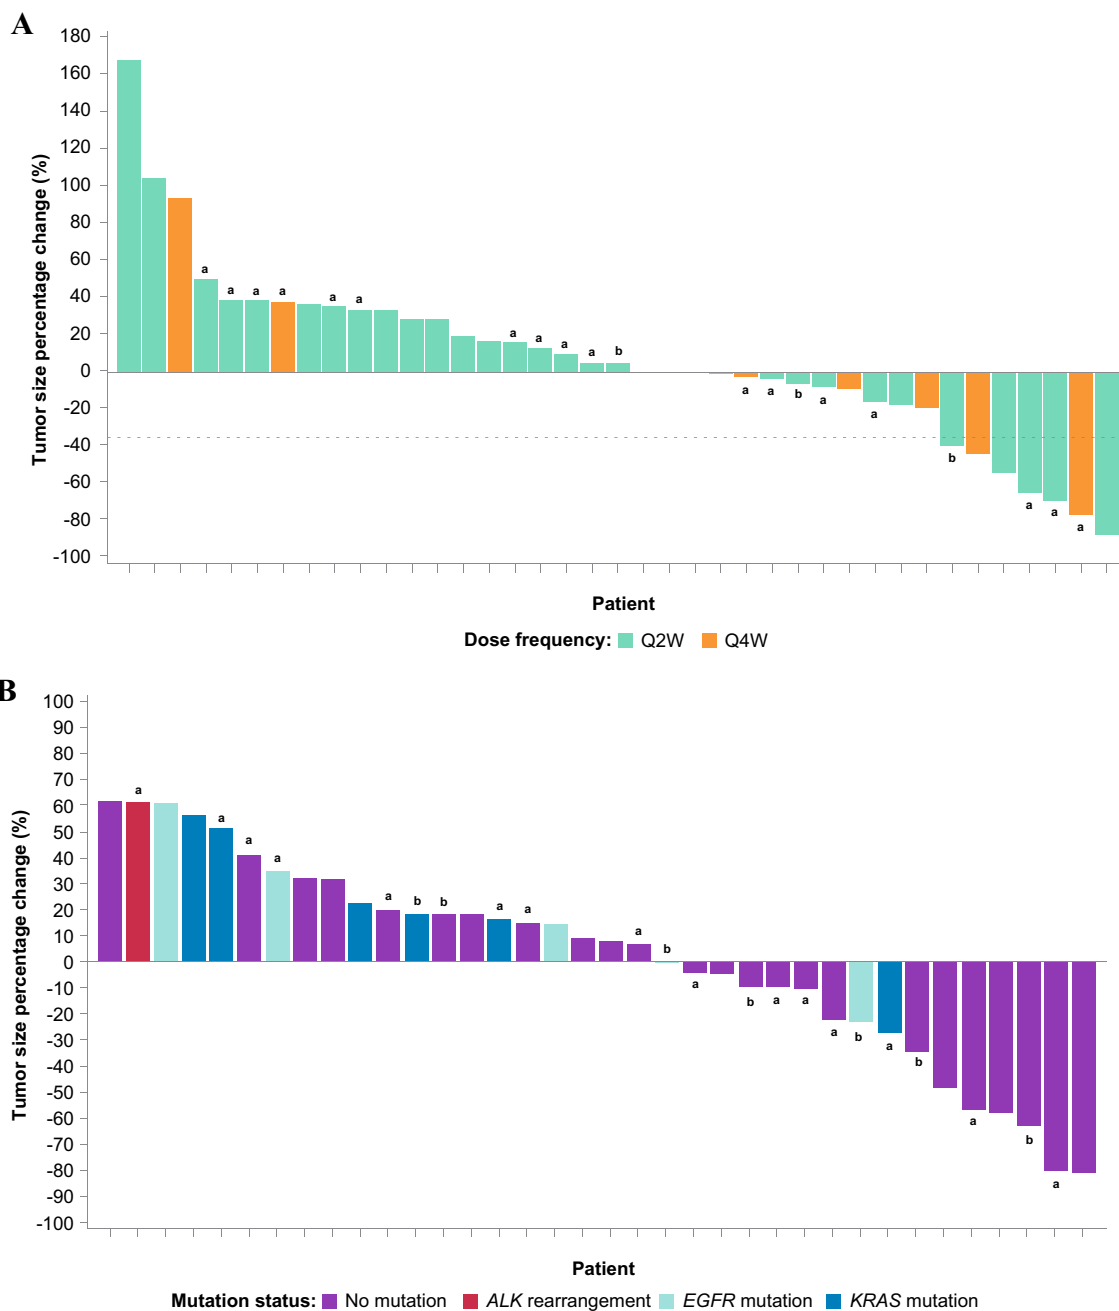 A
Tumor size percentage change (%)
180
160
140
120
100
80
60
40
20
0
-20
-40
-60
-80
-100
a
a a a a a
a a a a b
a a b a a
b
a a a
Patient
Dose frequency: Q2W Q4W
B
Tumor size percentage change (%)
100
90
80
70
60
50
40
30
20
10
0
-10
-20
-30
-40
-50
-60
-70
-80
-90
-100
a
a
a
a
a b b a a
a
b
a b a a a b a
b
a
b
a
Patient
Mutation status: No mutation ALK rearrangement EGFR mutation KRAS mutation